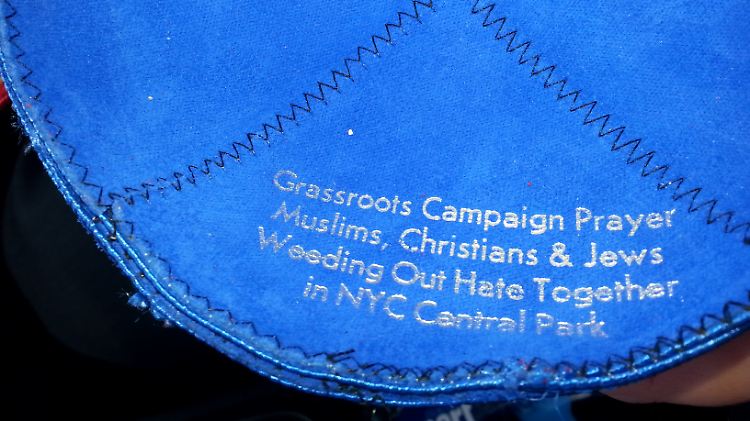 Grassroots Campaign Prayer
Muslims, Christians & Jews
Weeding Out Hate Together
in NYC Central Park